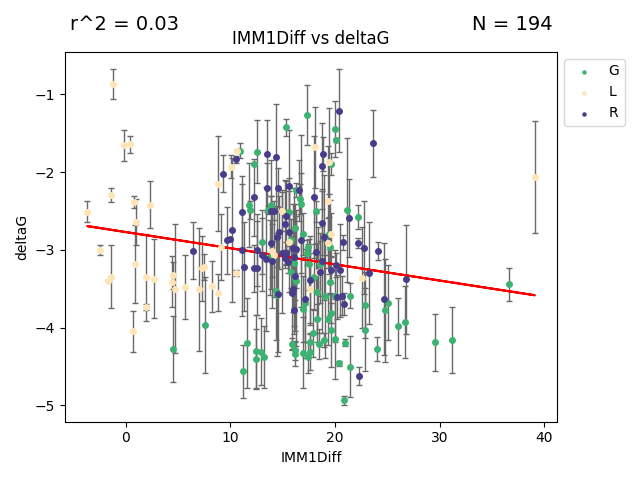 r^2 = 0.03
N = 194
IMM1Diff vs deltaG
G
L
R
−1
−2
−3
−4
−5
deltaG
0 10 20 30 40
IMM1Diff